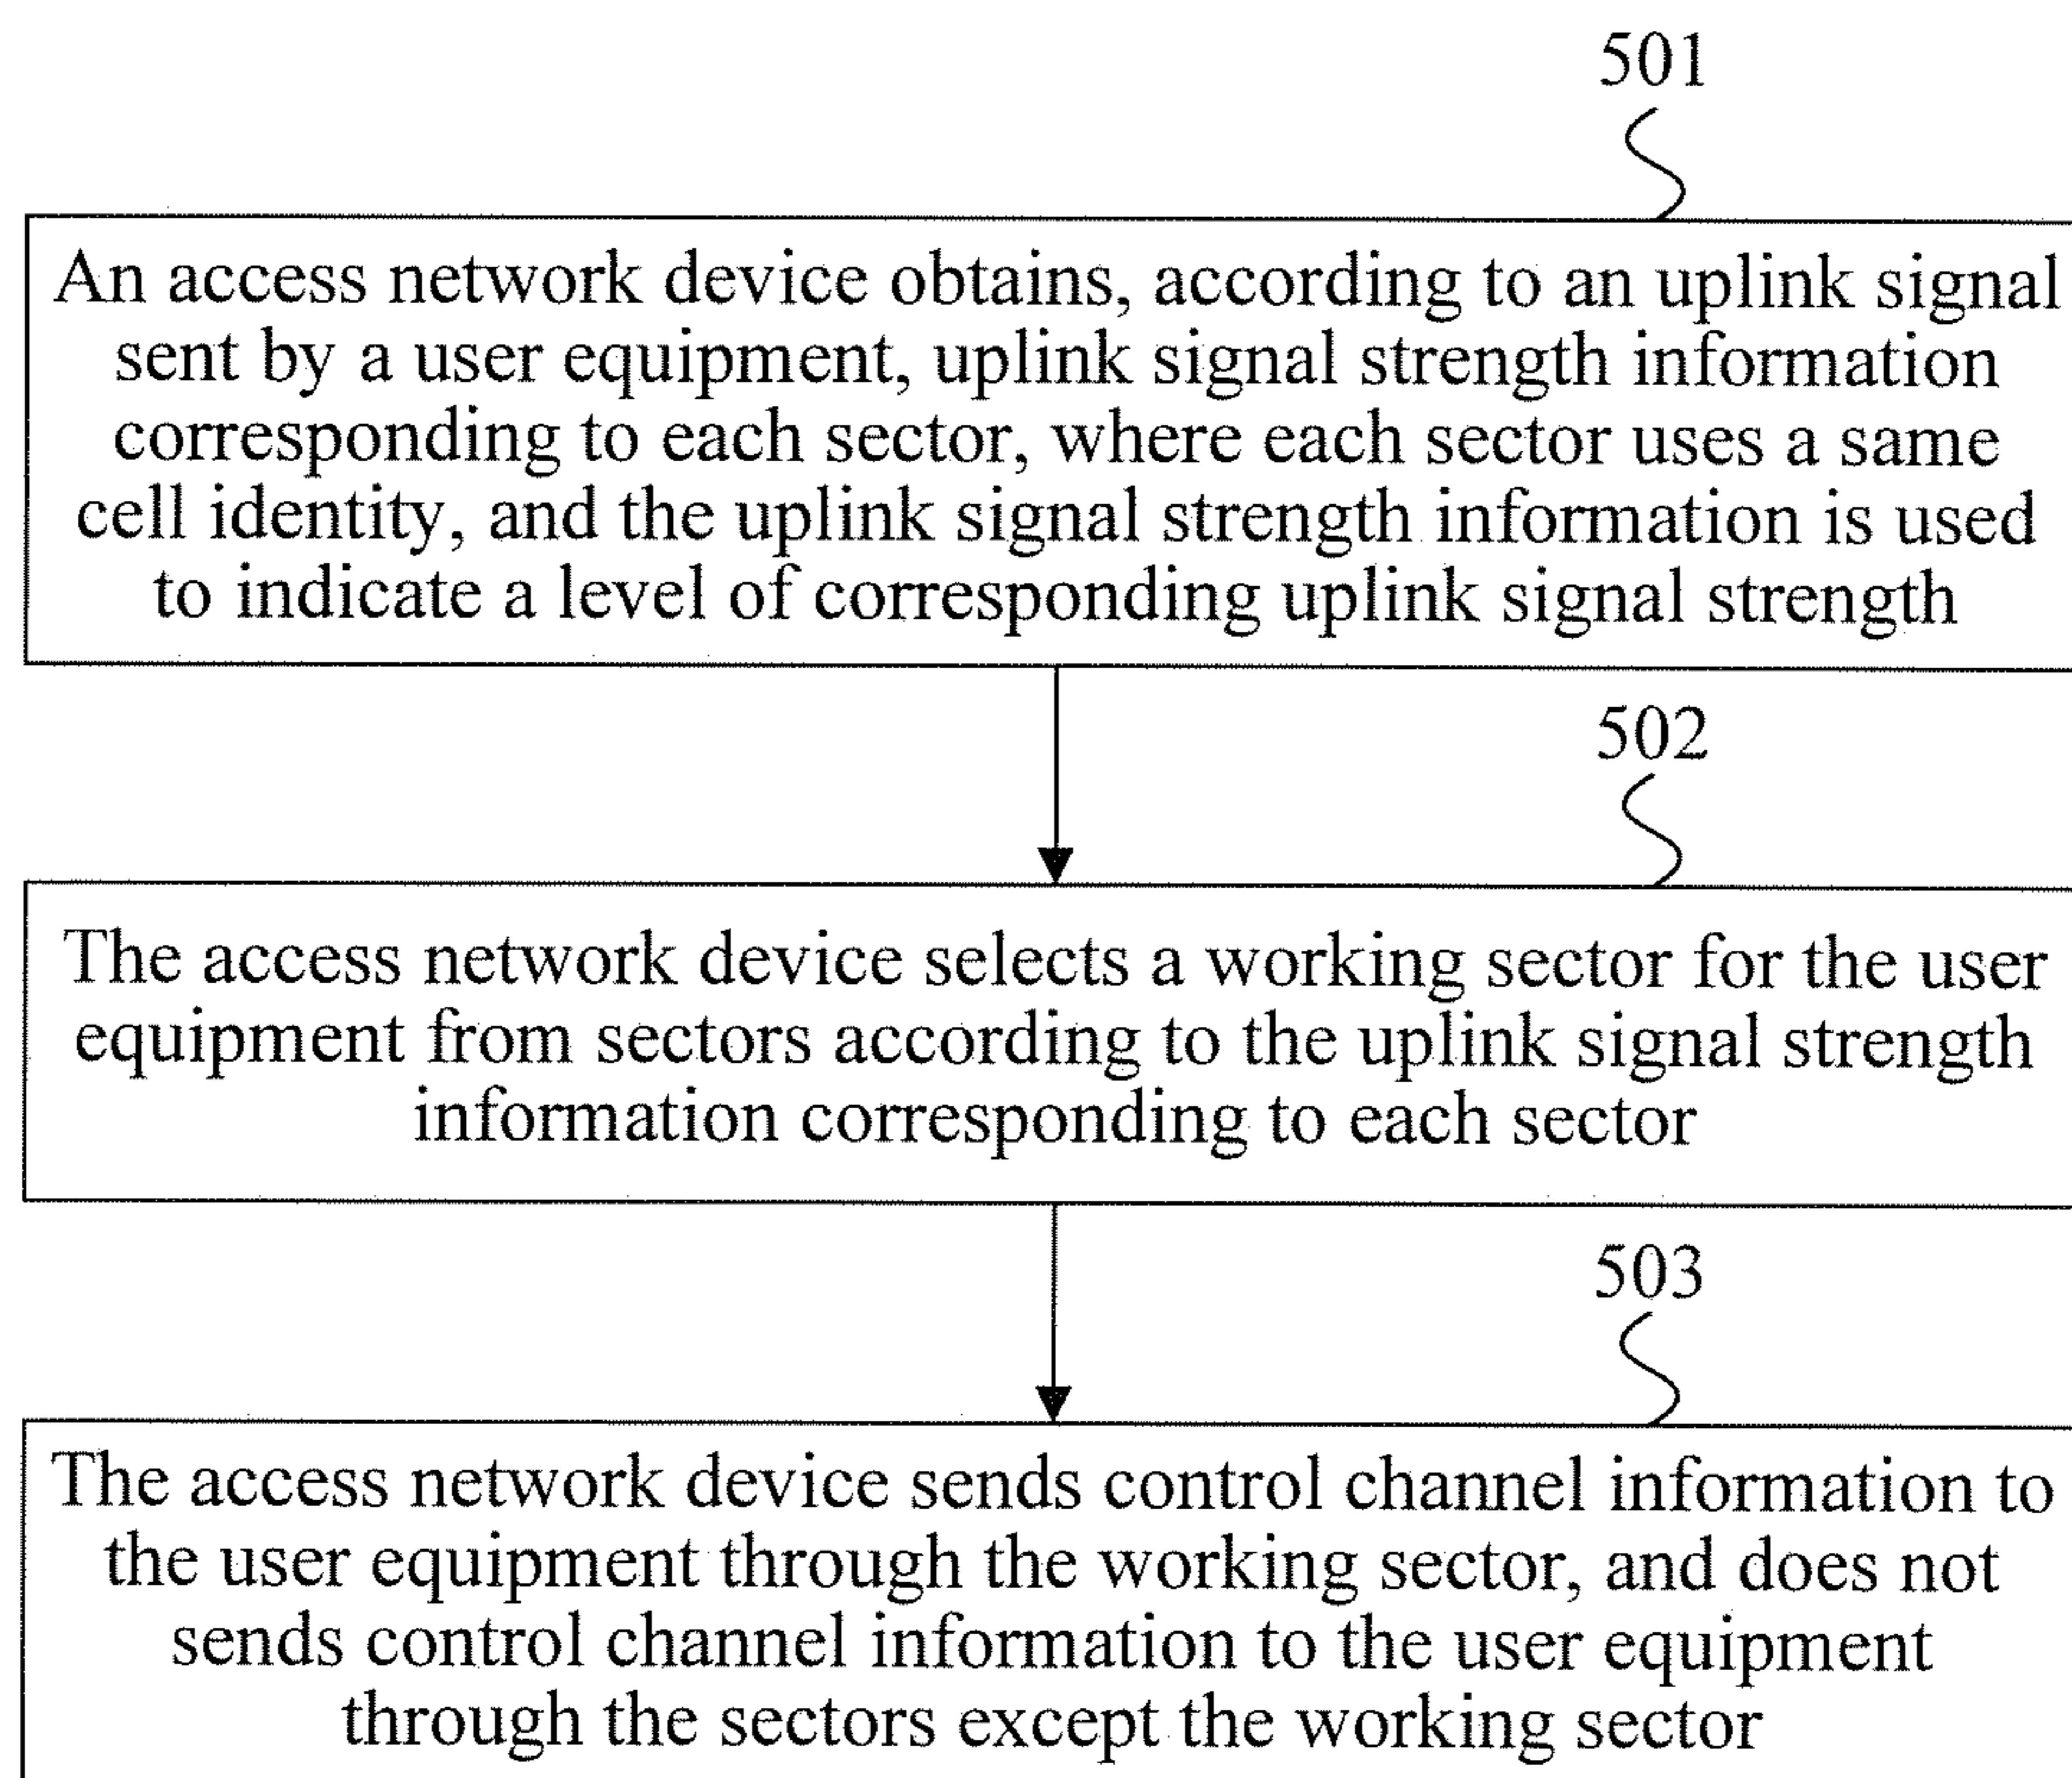 501
An access network device obtains, according to an uplink signal
sent by a user equipment, uplink signal strength information
corresponding to each sector, where each sector uses a same
cell identity, and the uplink signal strength information is used
to indicate a level of corresponding uplink signal strength
502
The access network device selects a working sector for the user
equipment from sectors according to the uplink signal strength
information corresponding to each sector
503
The access network device sends control channel information to
the user equipment through the working sector, and does not
sends control channel information to the user equipment
through the sectors except the working sector